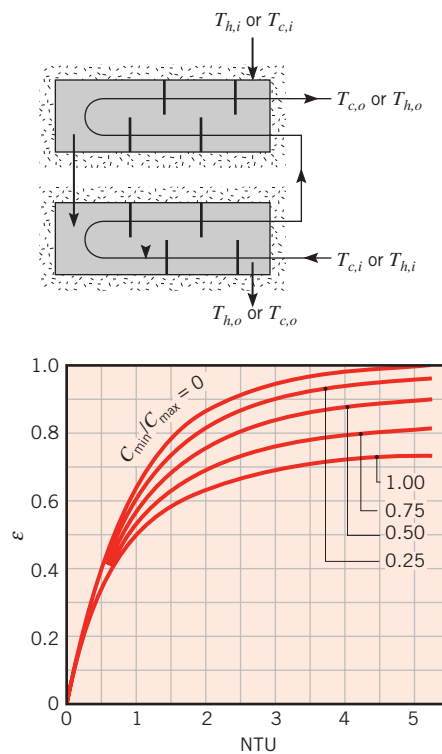 T_{h,i} or T_{c,i}
T_{c,o} or T_{h,o}
T_{c,i} or T_{h,i}
T_{h,o} or T_{c,o}
1.0
0.8
0.6
0.4
0.2
0
ε
C_{min}/C_{max} = 0
1.00
0.75
0.50
0.25
0
1
2
3
4
5
NTU